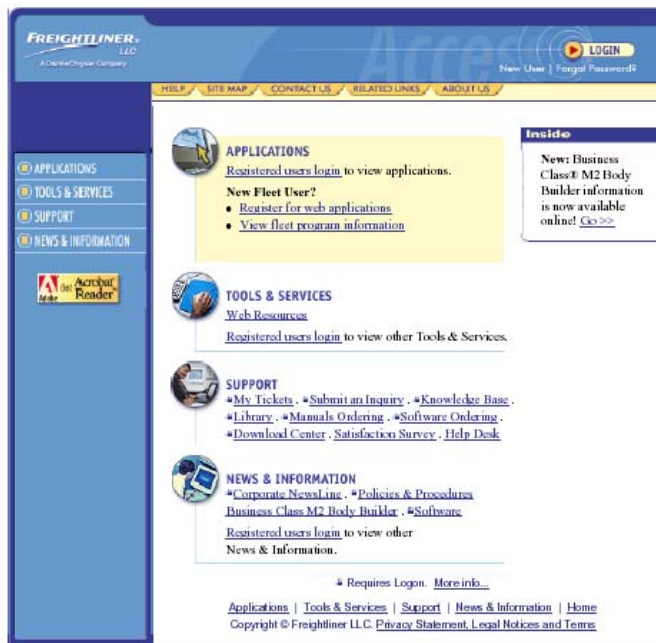 FREIGHTLINER
LLC
A DaimlerChrysler Company
Access
LOGIN
New User | Forgot Password?
HELP SITE MAP CONTACT US RELATED LINKS ABOUT US
APPLICATIONS
TOOLS & SERVICES
SUPPORT
NEWS & INFORMATION
Adobe Get Acrobat
Reader
APPLICATIONS
Registered users login to view applications.
New Fleet User?
Register for web applications
View fleet program information
TOOLS & SERVICES
Web Resources
Registered users login to view other Tools & Services.
SUPPORT
My Tickets . Submit an Inquiry . Knowledge Base .
Library . Manuals Ordering . Software Ordering .
Download Center . Satisfaction Survey . Help Desk
NEWS & INFORMATION
Corporate NewsLine . Policies & Procedures
Business Class M2 Body Builder . Software
Registered users login to view other
News & Information.
Inside
New: Business
Class® M2 Body
Builder information
is now available
online! Go >>
Requires Logon. More info...
Applications | Tools & Services | Support | News & Information | Home
Copyright © Freightliner LLC. Privacy Statement, Legal Notices and Terms